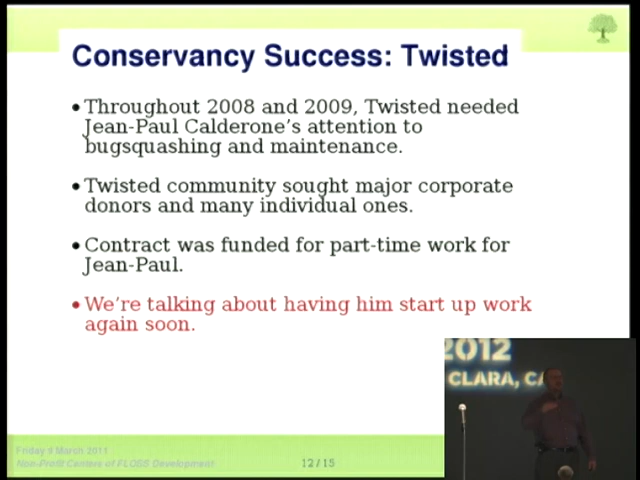 Conservancy Success: Twisted
• Throughout 2008 and 2009, Twisted needed
Jean-Paul Calderone's attention to
bugsquashing and maintenance.
• Twisted community sought major corporate
donors and many individual ones.
• Contract was funded for part-time work for
Jean-Paul.
• We're talking about having him start up work
again soon.
2012
CLARA, CA
Friday 9 March 2011
Non-Profit Centers of FLOSS Development
12 / 15